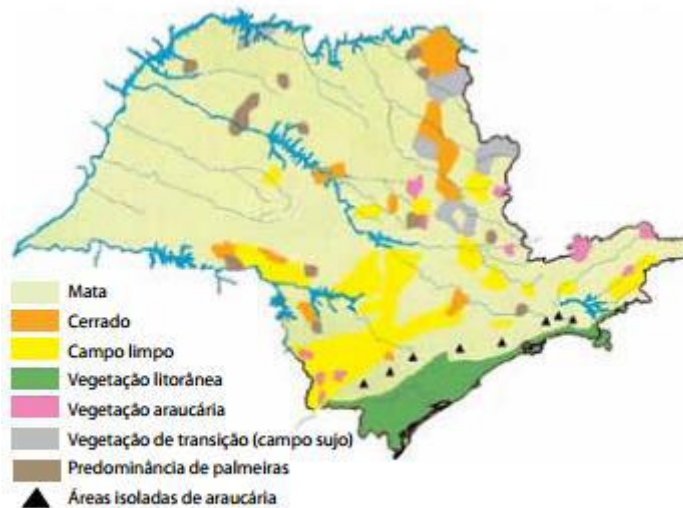 Mata
Cerrado
Campo limpo
Vegetação litorânea
Vegetação araucária
Vegetação de transição (campo sujo)
Predominância de palmeiras
Áreas isoladas de araucária